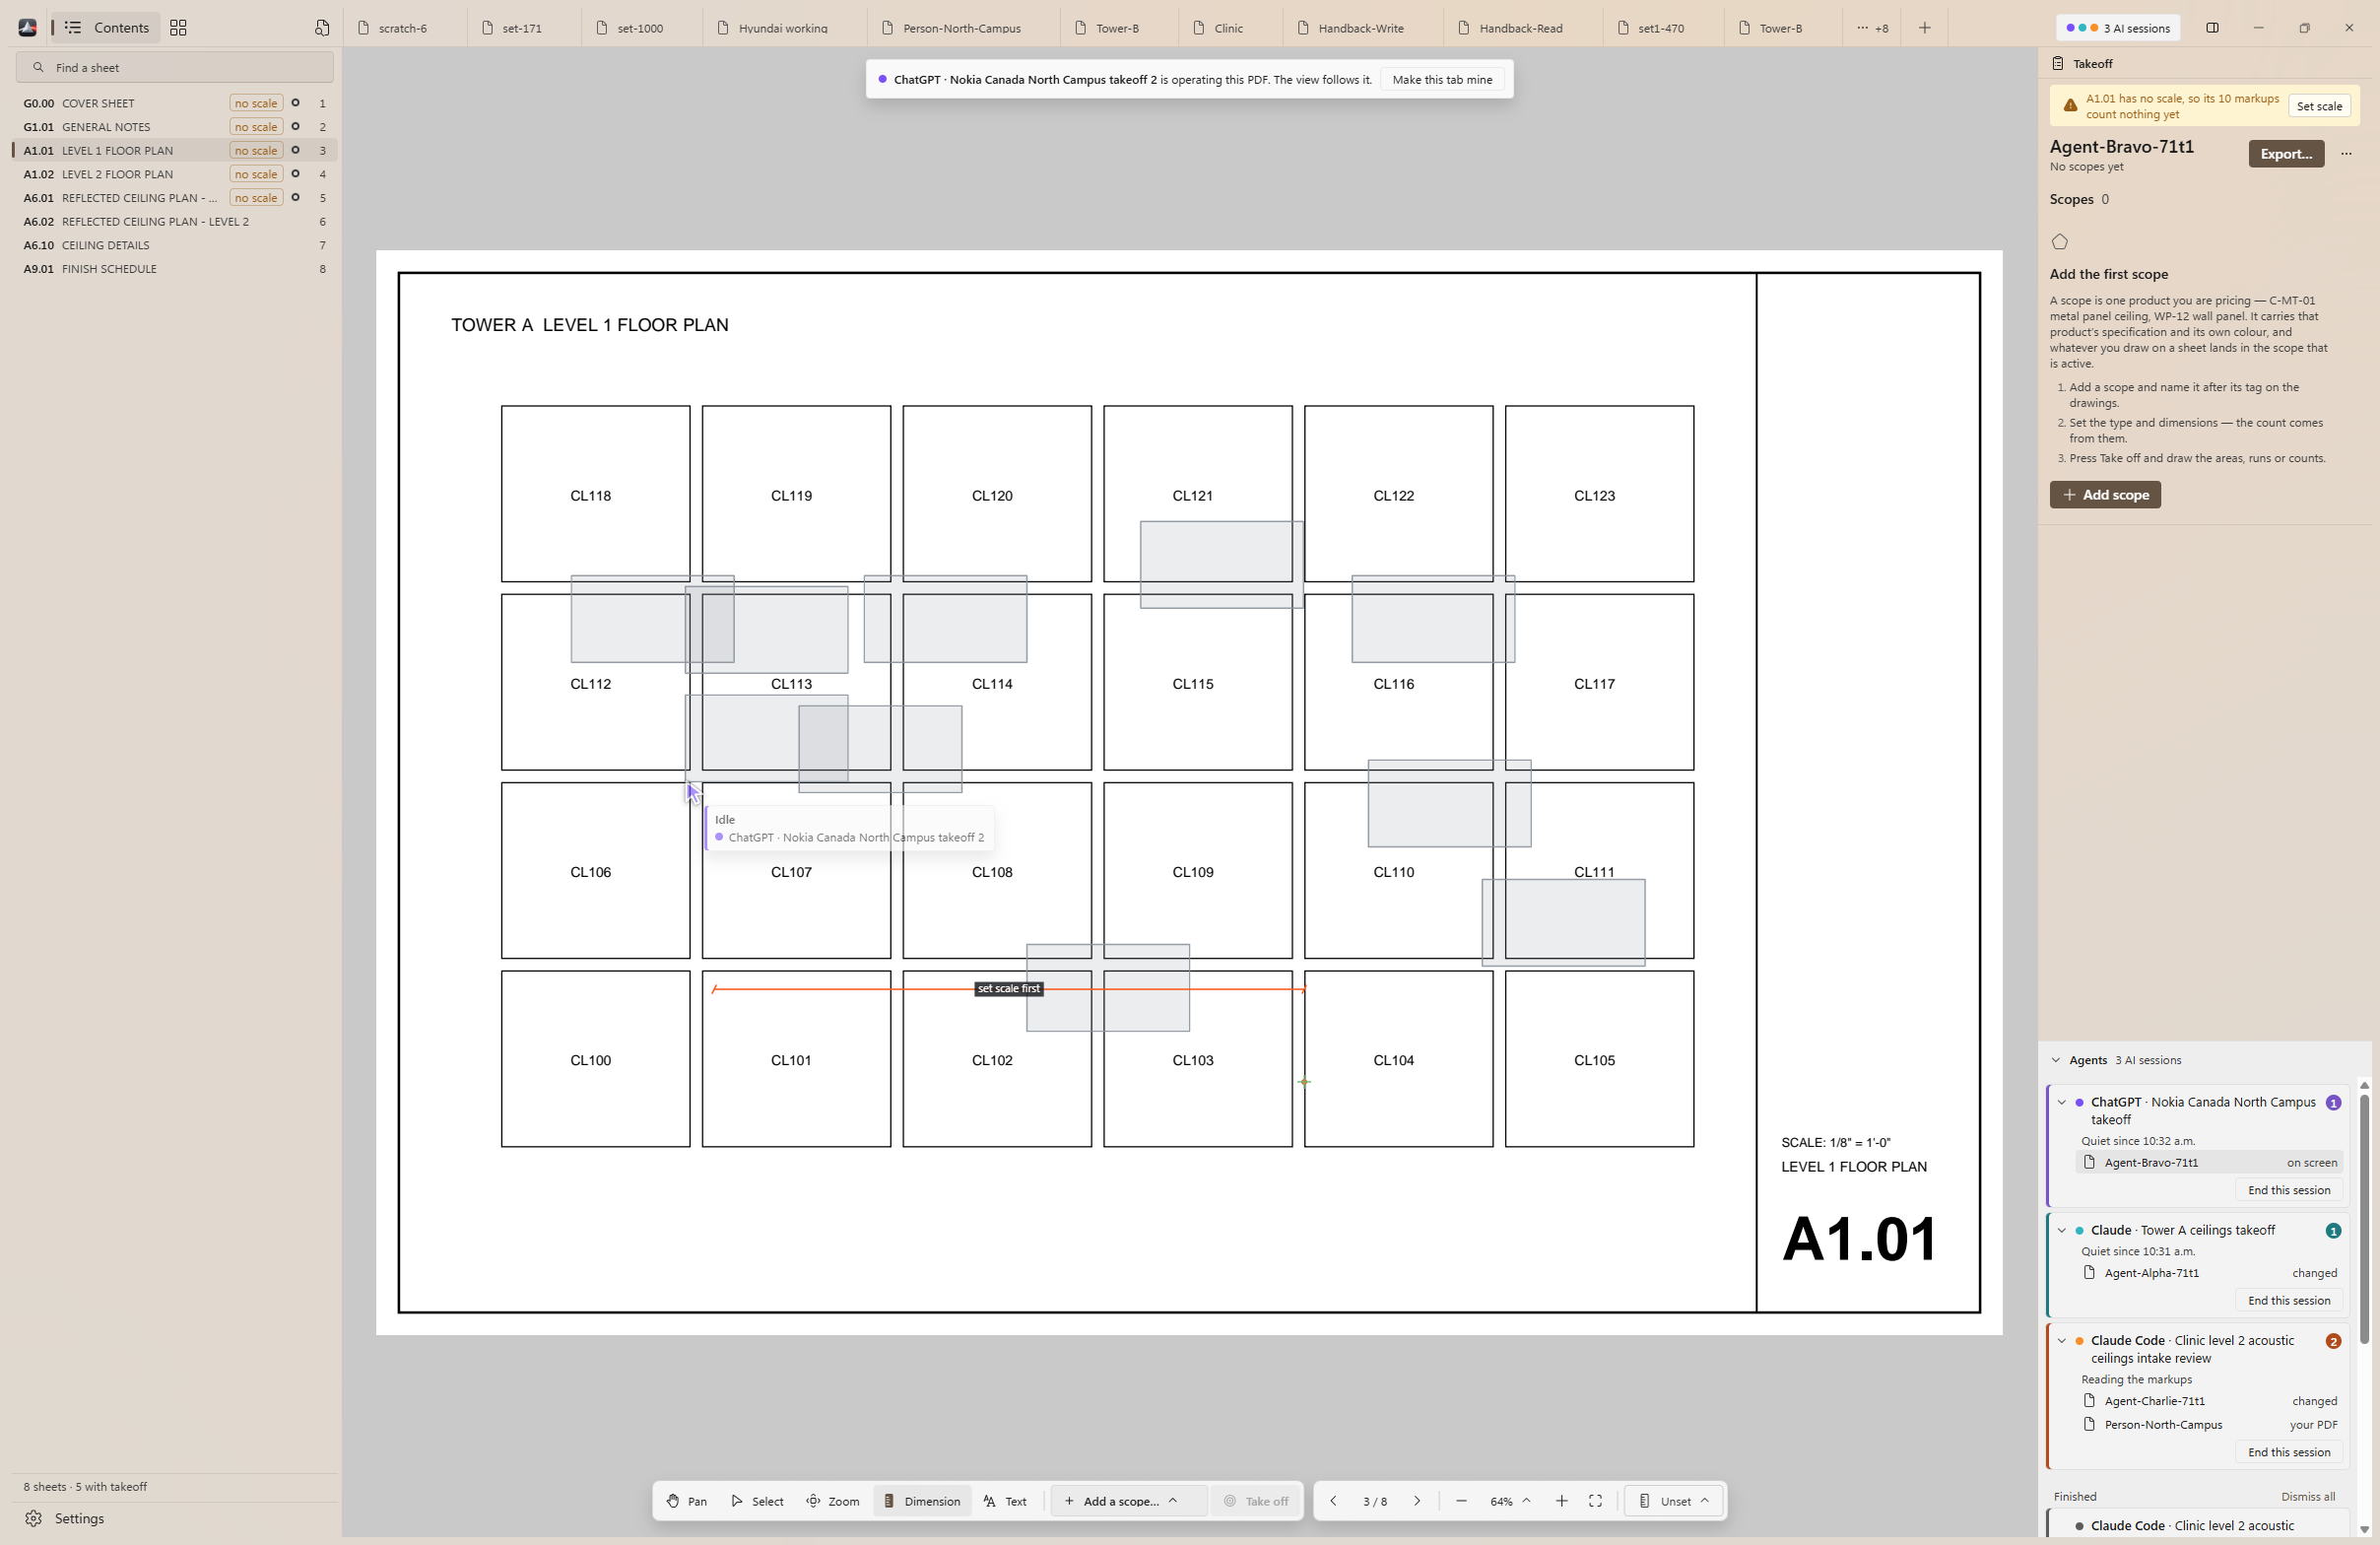 Contents
scratch-6
set-171
set-1000
Hyundai working
Person-North-Campus
Tower-B
Clinic
Handback-Write
Handback-Read
set1-470
Tower-B
··· +8
3 AI sessions
Find a sheet
G0.00 COVER SHEET no scale 1
G1.01 GENERAL NOTES no scale 2
A1.01 LEVEL 1 FLOOR PLAN no scale 3
A1.02 LEVEL 2 FLOOR PLAN no scale 4
A6.01 REFLECTED CEILING PLAN - ... no scale 5
A6.02 REFLECTED CEILING PLAN - LEVEL 2 6
A6.10 CEILING DETAILS 7
A9.01 FINISH SCHEDULE 8
8 sheets · 5 with takeoff
Settings
ChatGPT · Nokia Canada North Campus takeoff 2 is operating this PDF. The view follows it. Make this tab mine
TOWER A LEVEL 1 FLOOR PLAN
CL118 CL119 CL120 CL121 CL122 CL123
CL112 CL113 CL114 CL115 CL116 CL117
Idle
ChatGPT · Nokia Canada North Campus takeoff 2
CL106 CL107 CL108 CL109 CL110 CL111
set scale first
CL100 CL101 CL102 CL103 CL104 CL105
SCALE: 1/8" = 1'-0"
LEVEL 1 FLOOR PLAN
A1.01
Pan
Select
Zoom
Dimension
Text
Add a scope...
Take off
3 / 8
64%
Unset
Takeoff
A1.01 has no scale, so its 10 markups
count nothing yet
Set scale
Agent-Bravo-71t1
No scopes yet
Export...
Scopes 0
Add the first scope
A scope is one product you are pricing — C-MT-01
metal panel ceiling, WP-12 wall panel. It carries that
product's specification and its own colour, and
whatever you draw on a sheet lands in the scope that
is active.
1. Add a scope and name it after its tag on the
drawings.
2. Set the type and dimensions — the count comes
from them.
3. Press Take off and draw the areas, runs or counts.
Add scope
Agents 3 AI sessions
ChatGPT · Nokia Canada North Campus 1
takeoff
Quiet since 10:32 a.m.
Agent-Bravo-71t1 on screen
End this session
Claude · Tower A ceilings takeoff 1
Quiet since 10:31 a.m.
Agent-Alpha-71t1 changed
End this session
Claude Code · Clinic level 2 acoustic 2
ceilings intake review
Reading the markups
Agent-Charlie-71t1 changed
Person-North-Campus your PDF
End this session
Finished Dismiss all
Claude Code · Clinic level 2 acoustic